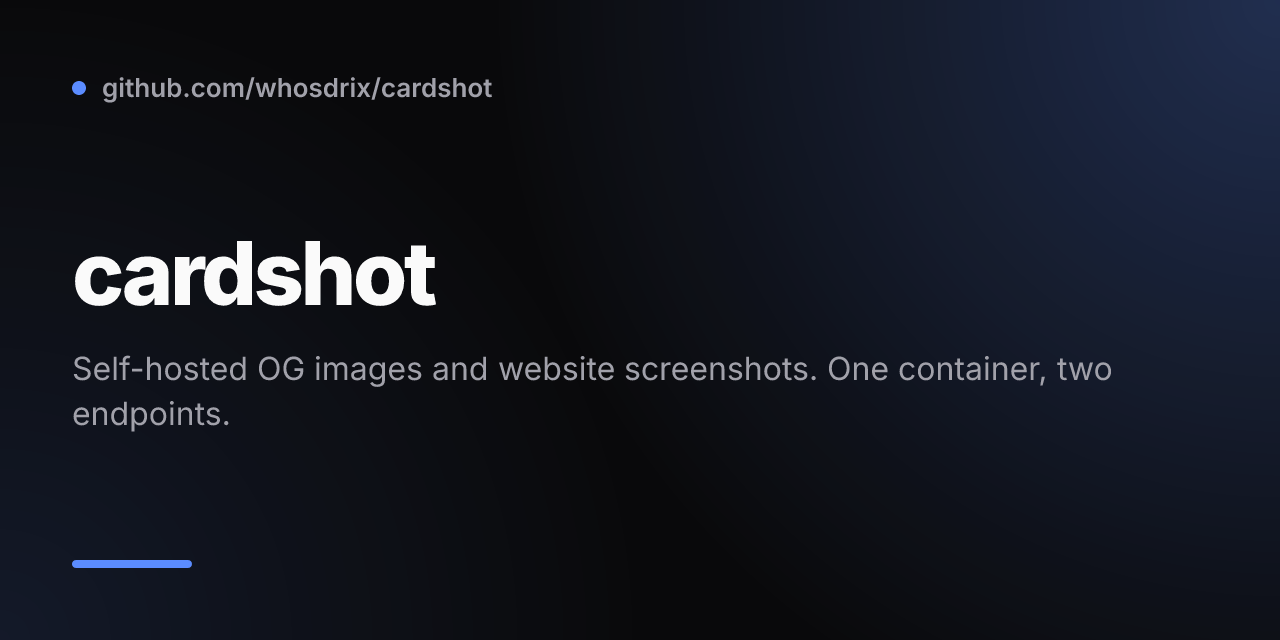 github.com/whosdrix/cardshot
cardshot
Self-hosted OG images and website screenshots. One container, two
endpoints.